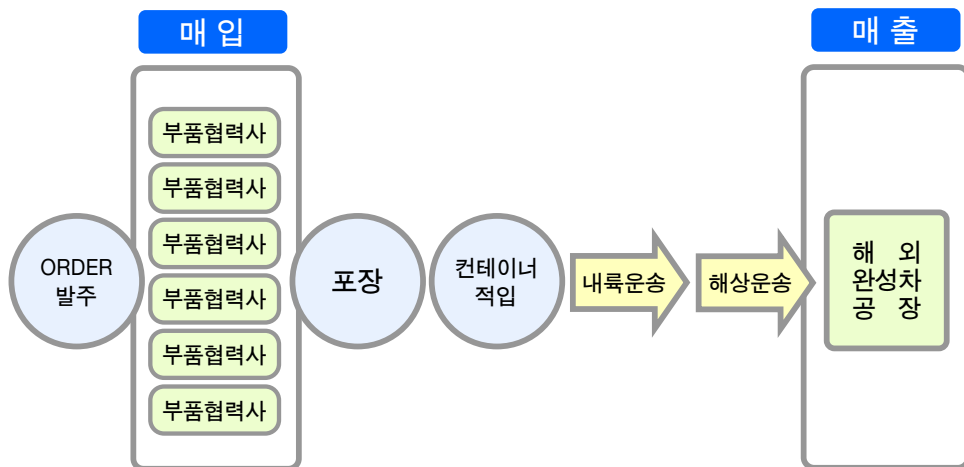 매 입
매 출
ORDER
발주
부품협력사
부품협력사
부품협력사
부품협력사
부품협력사
부품협력사
포장
컨테이너
적입
내륙운송
해상운송
해 외
완성차
공 장